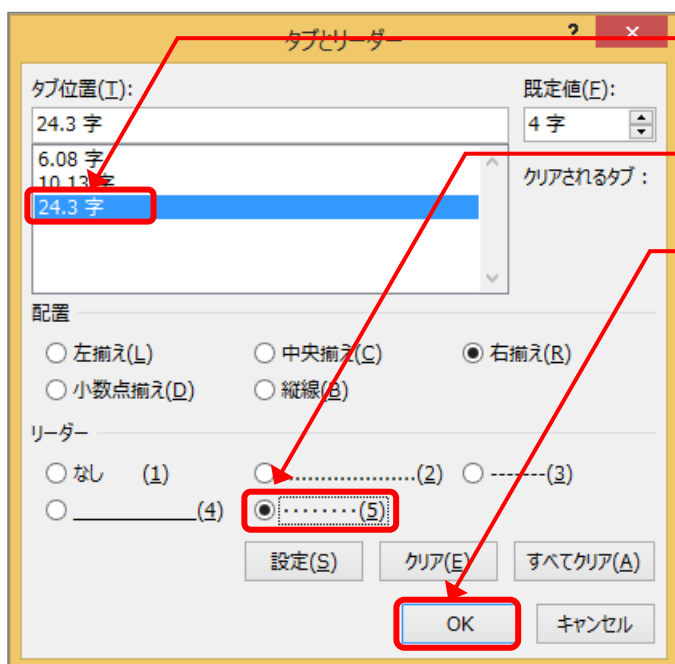 タブとリーダー ? ×
タブ位置(T): 既定値(F):
24.3 字 4 字
6.08 字
10.13 字 クリアされるタブ :
24.3 字
配置
左揃え(L) 中央揃え(C) 右揃え(R)
小数点揃え(D) 縦線(B)
リーダー
なし (1) .....................(2) -------(3)
___________(4) ········(5)
設定(S) クリア(E) すべてクリア(A)
OK キャンセル